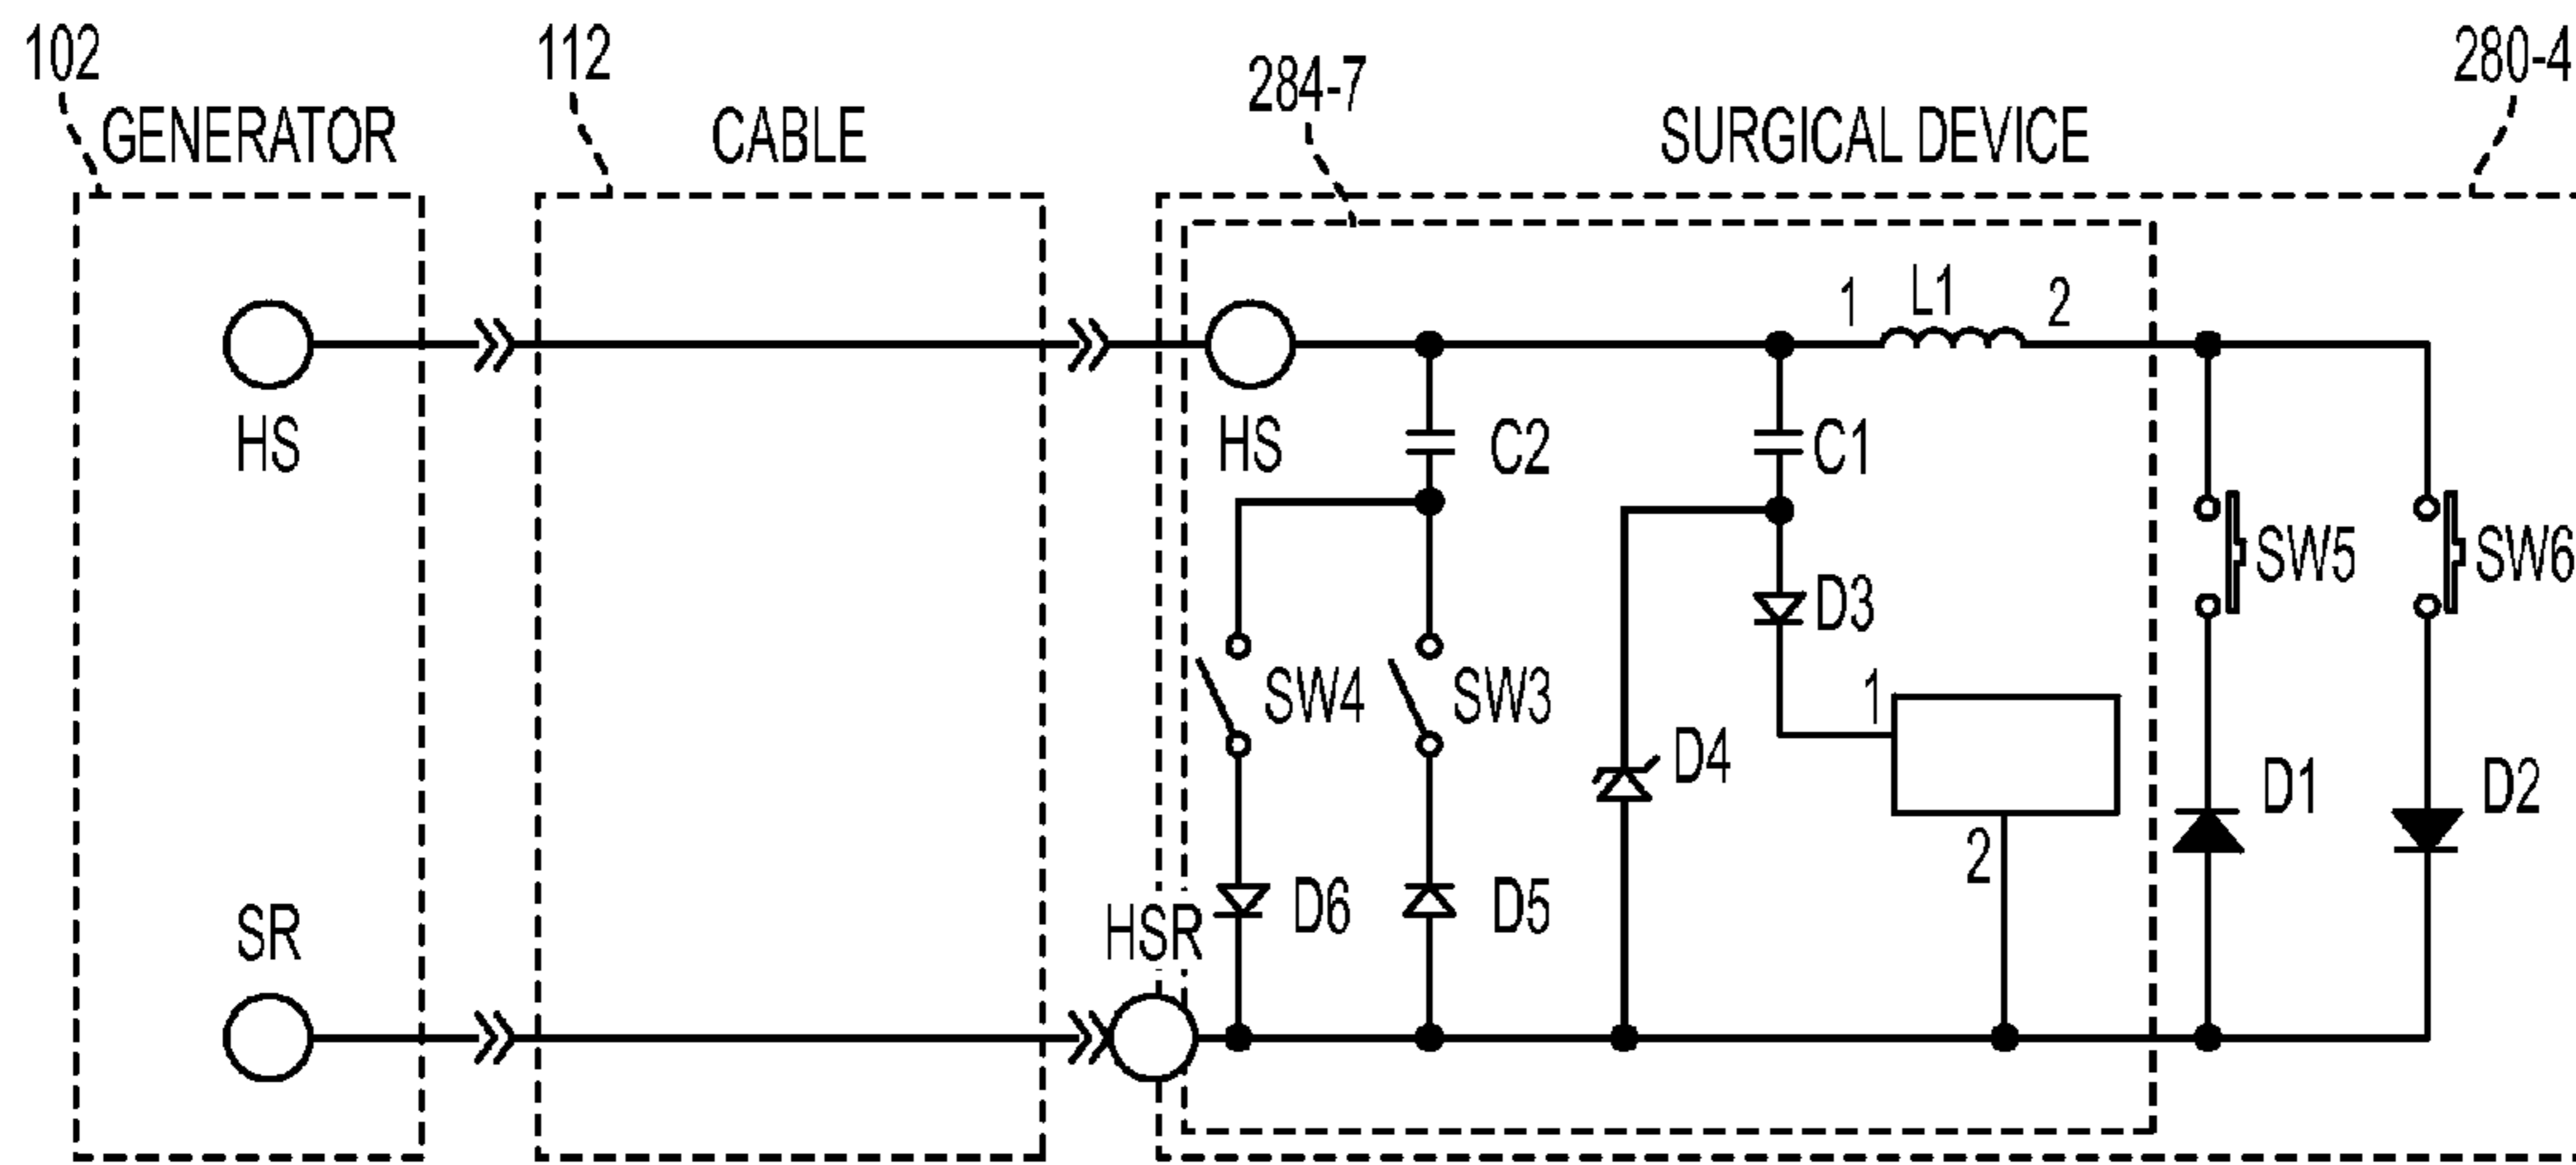 102
112
284-7
280-4
GENERATOR
CABLE
SURGICAL DEVICE
1
L1
2
HS
HS
C2
C1
SW5
SW6
D3
SW4
SW3
1
D4
D1
D2
2
SR
HSR
D6
D5